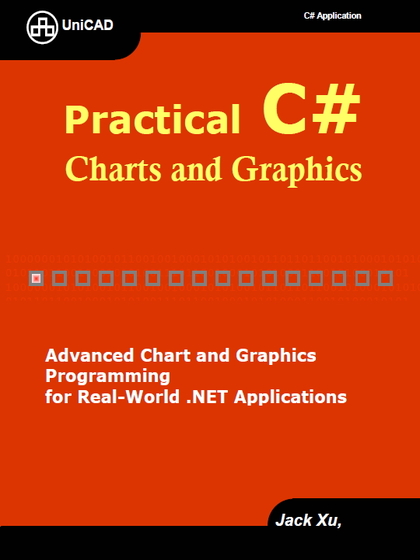 UniCAD
C# Application
Practical C#
Charts and Graphics
Advanced Chart and Graphics
Programming
for Real-World .NET Applications
Jack Xu,